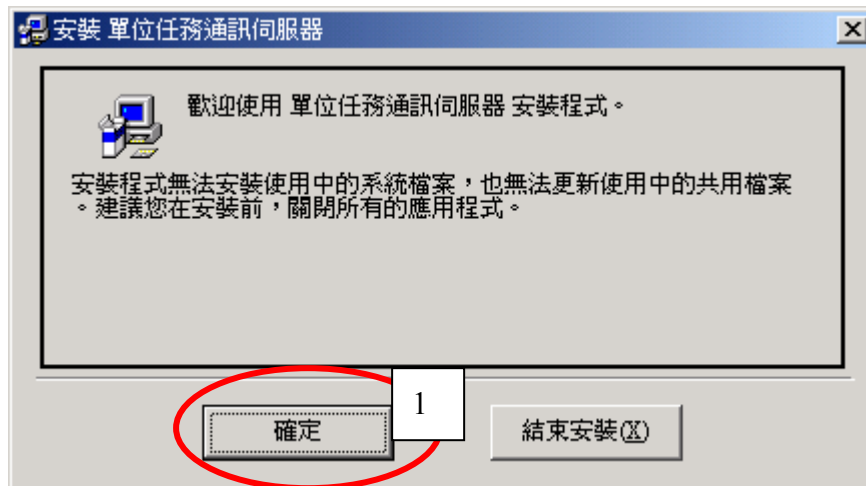 安裝 單位任務通訊伺服器
歡迎使用 單位任務通訊伺服器 安裝程式。
安裝程式無法安裝使用中的系統檔案，也無法更新使用中的共用檔案
。建議您在安裝前，關閉所有的應用程式。
1
確定
結束安裝(X)